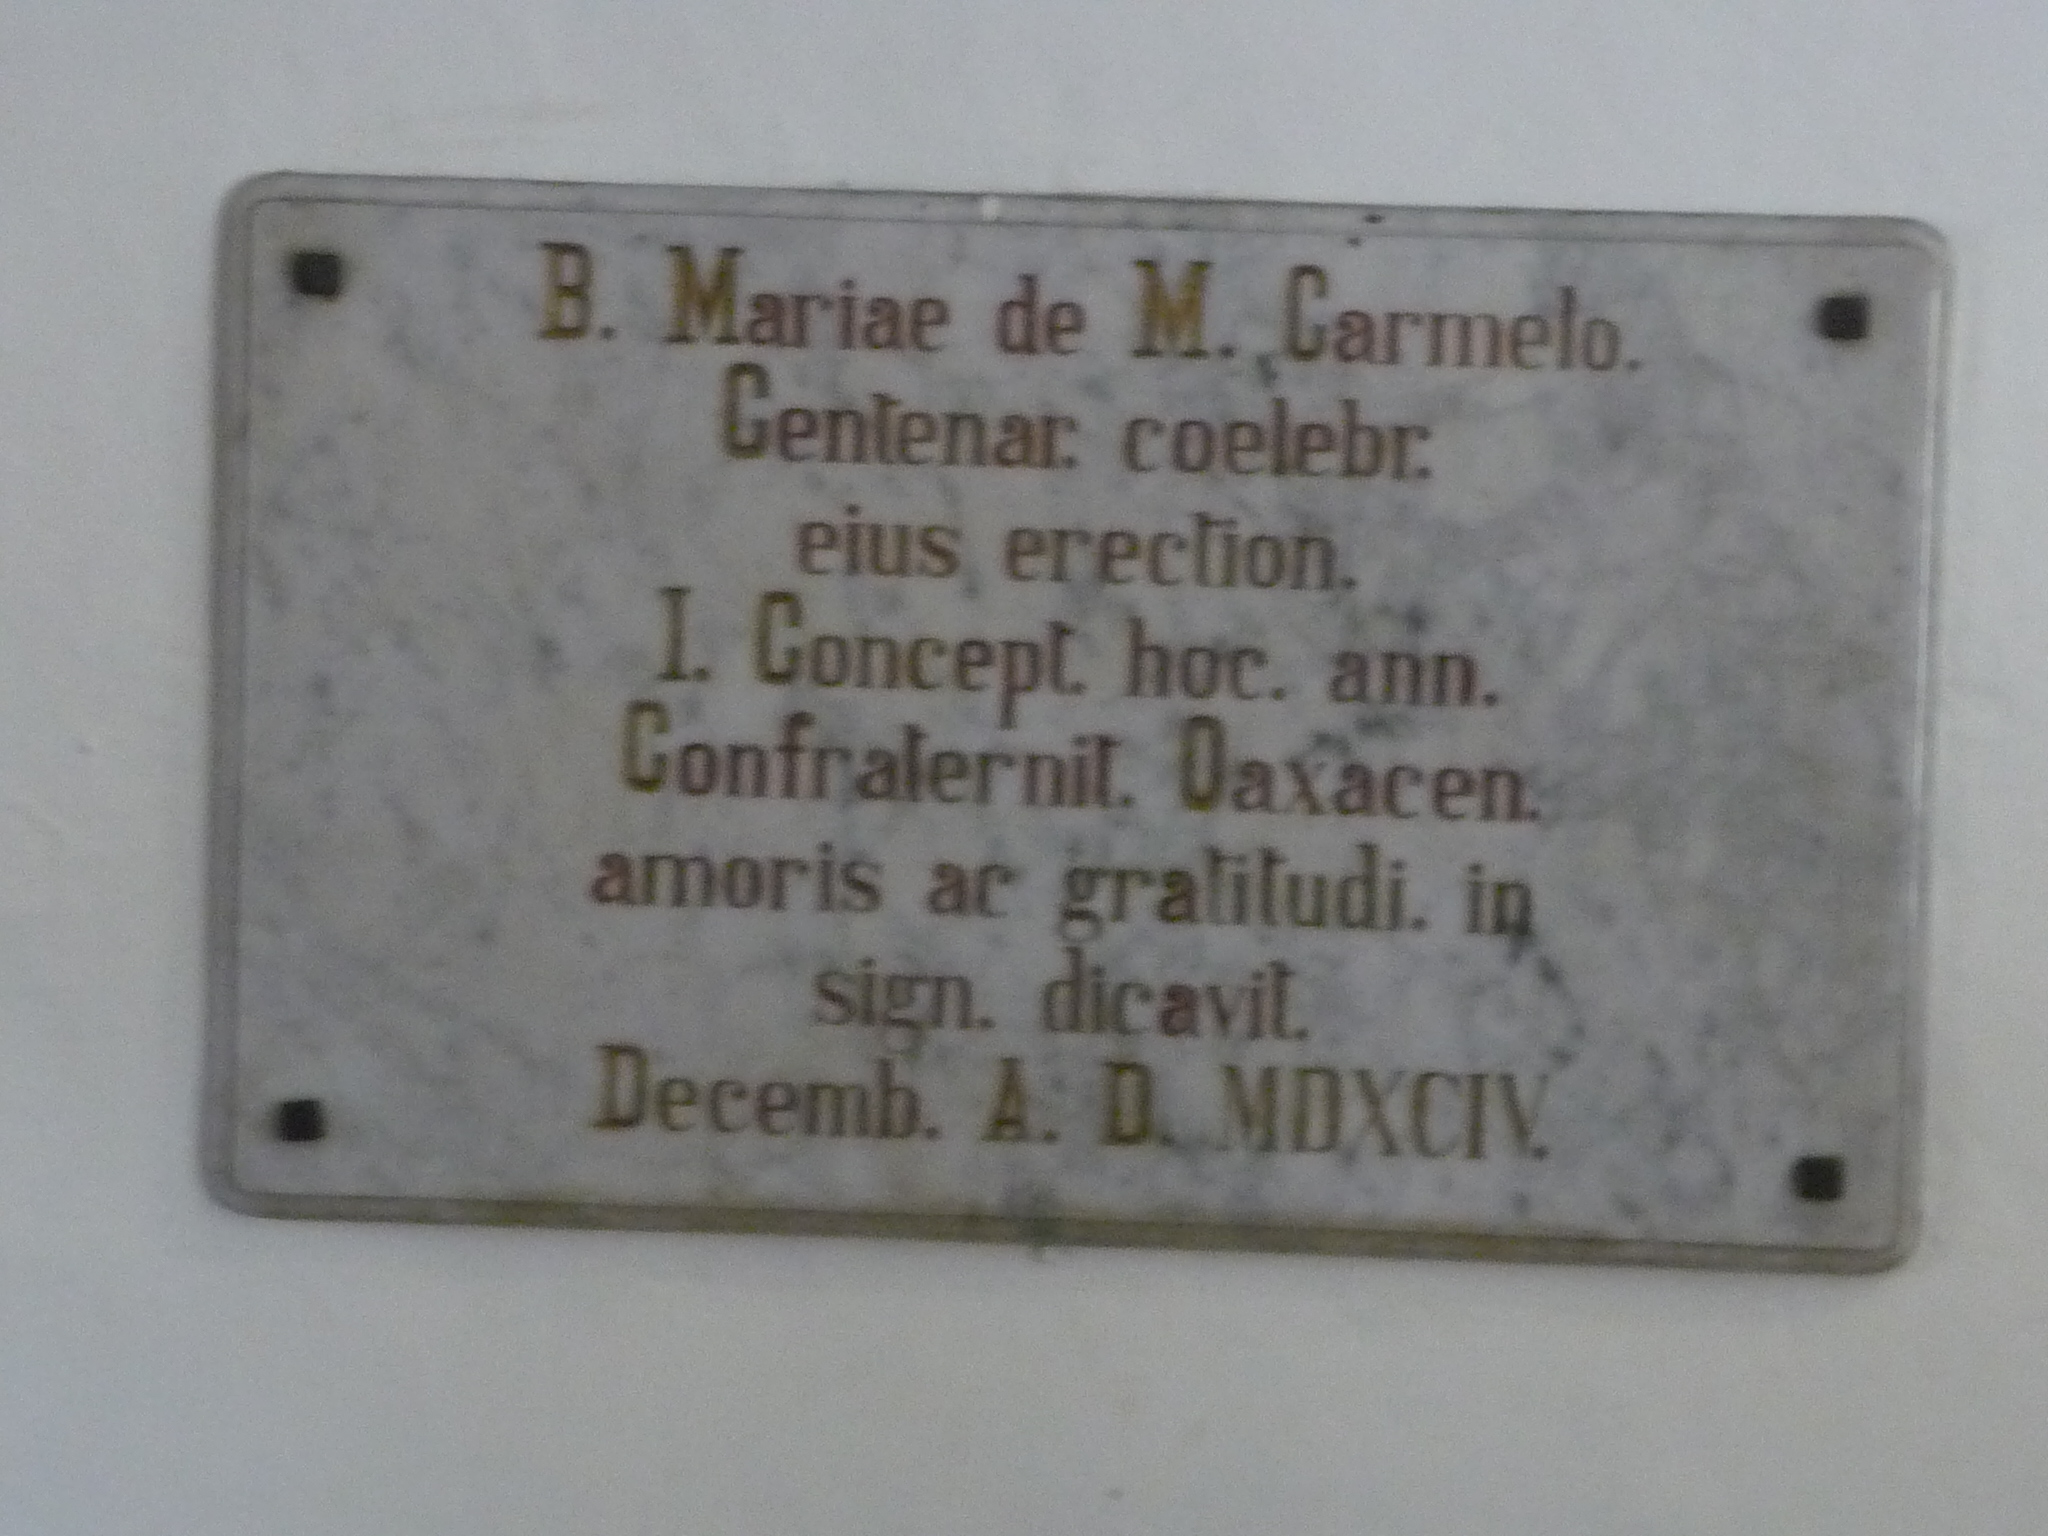 B. Mariae de M. Carmelo.
Centenar. coelebr.
eius erection.
I. Concept. hoc. ann.
Confraternit. Oaxacen.
amoris ac gratitudi. in
sign. dicavit.
Decemb. A. D. MDXCIV.